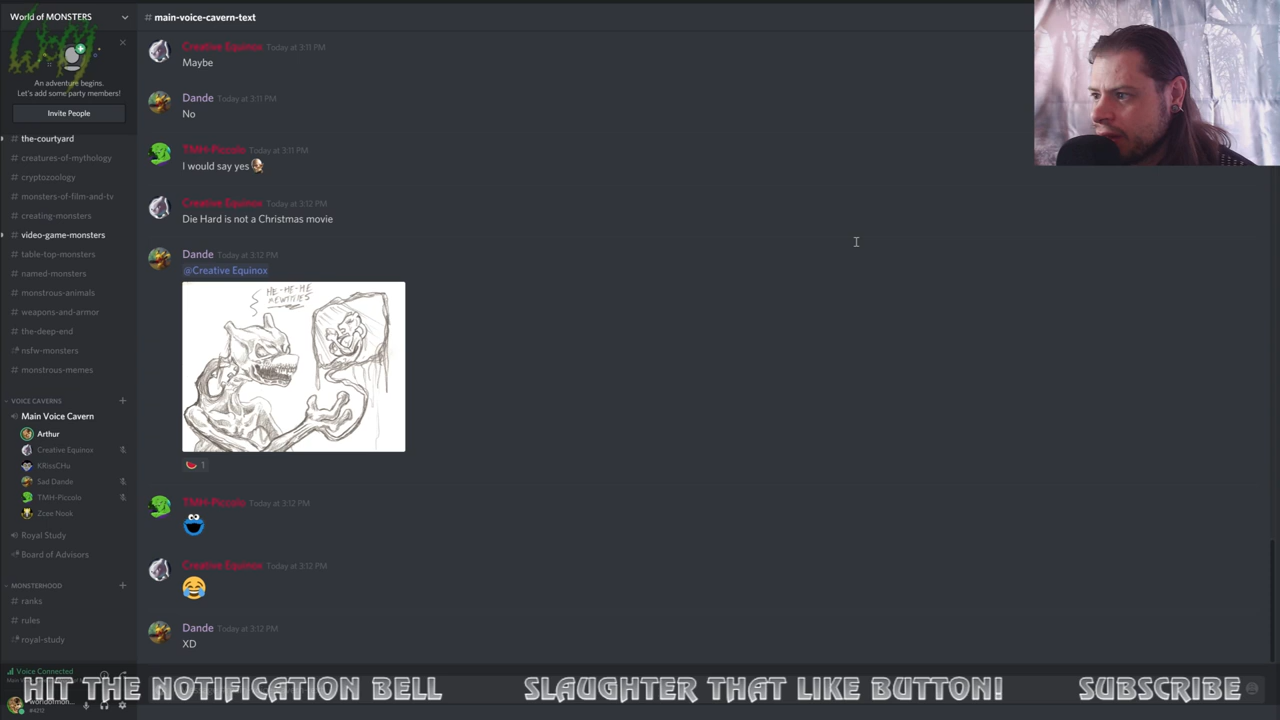 World of MONSTERS
# main-voice-cavern-text
An adventure begins.
Let's add some party members!
Invite People
# the-courtyard
# creatures-of-mythology
# cryptozoology
# monsters-of-film-and-tv
# creating-monsters
# video-game-monsters
# table-top-monsters
# named-monsters
# monstrous-animals
# weapons-and-armor
# the-deep-end
# nsfw-monsters
# monstrous-memes
VOICE CAVERNS
Main Voice Cavern
Arthur
Creative Equinox
KRissCHu
Sad Dande
TMH-Piccolo
Zcee Nook
Royal Study
Board of Advisors
MONSTERHOOD
# ranks
# rules
# royal-study
Voice Connected
#4212
Creative Equinox Today at 3:11 PM
Maybe
Dande Today at 3:11 PM
No
TMH-Piccolo Today at 3:11 PM
I would say yes
Creative Equinox Today at 3:12 PM
Die Hard is not a Christmas movie
Dande Today at 3:12 PM
@Creative Equinox
HE-HE-HE
1
TMH-Piccolo Today at 3:12 PM
Creative Equinox Today at 3:12 PM
Dande Today at 3:13 PM
XD
HIT THE NOTIFICATION BELL SLAUGHTER THAT LIKE BUTTON! SUBSCRIBE